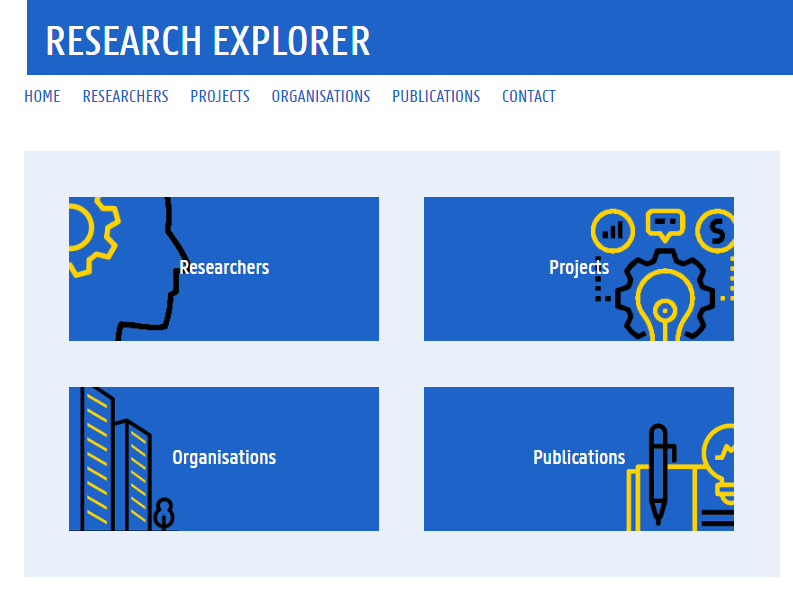 RESEARCH EXPLORER
HOME RESEARCHERS PROJECTS ORGANISATIONS PUBLICATIONS CONTACT
Researchers
Projects
$
Organisations
Publications